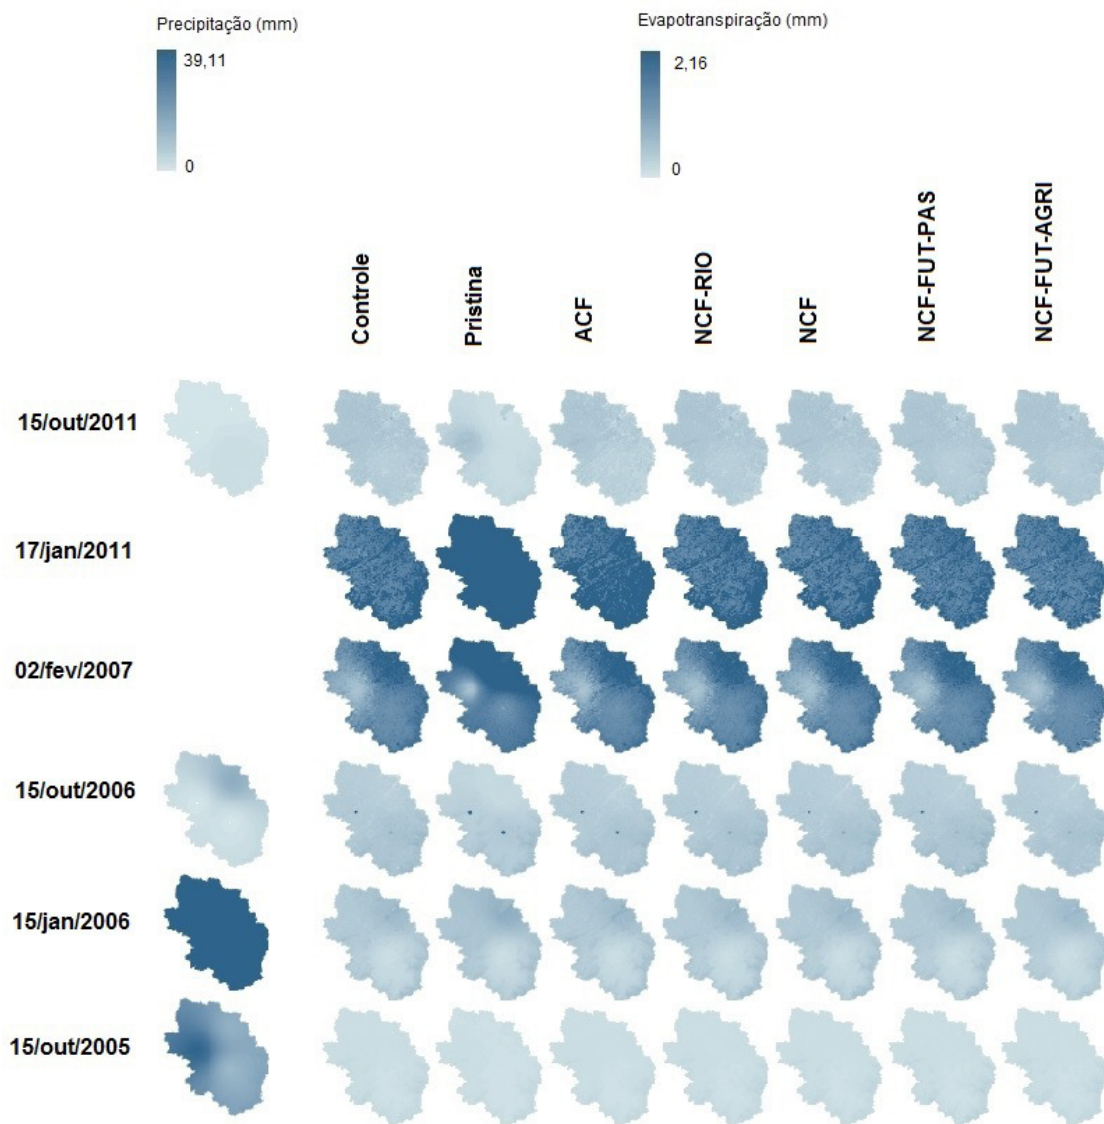 Precipitação (mm)
39,11
0
Evapotranspiração (mm)
2,16
0
Controle
Pristina
ACF
NCF-RIO
NCF
NCF-FUT-PAS
NCF-FUT-AGRI
15/out/2011
17/jan/2011
02/fev/2007
15/out/2006
15/jan/2006
15/out/2005